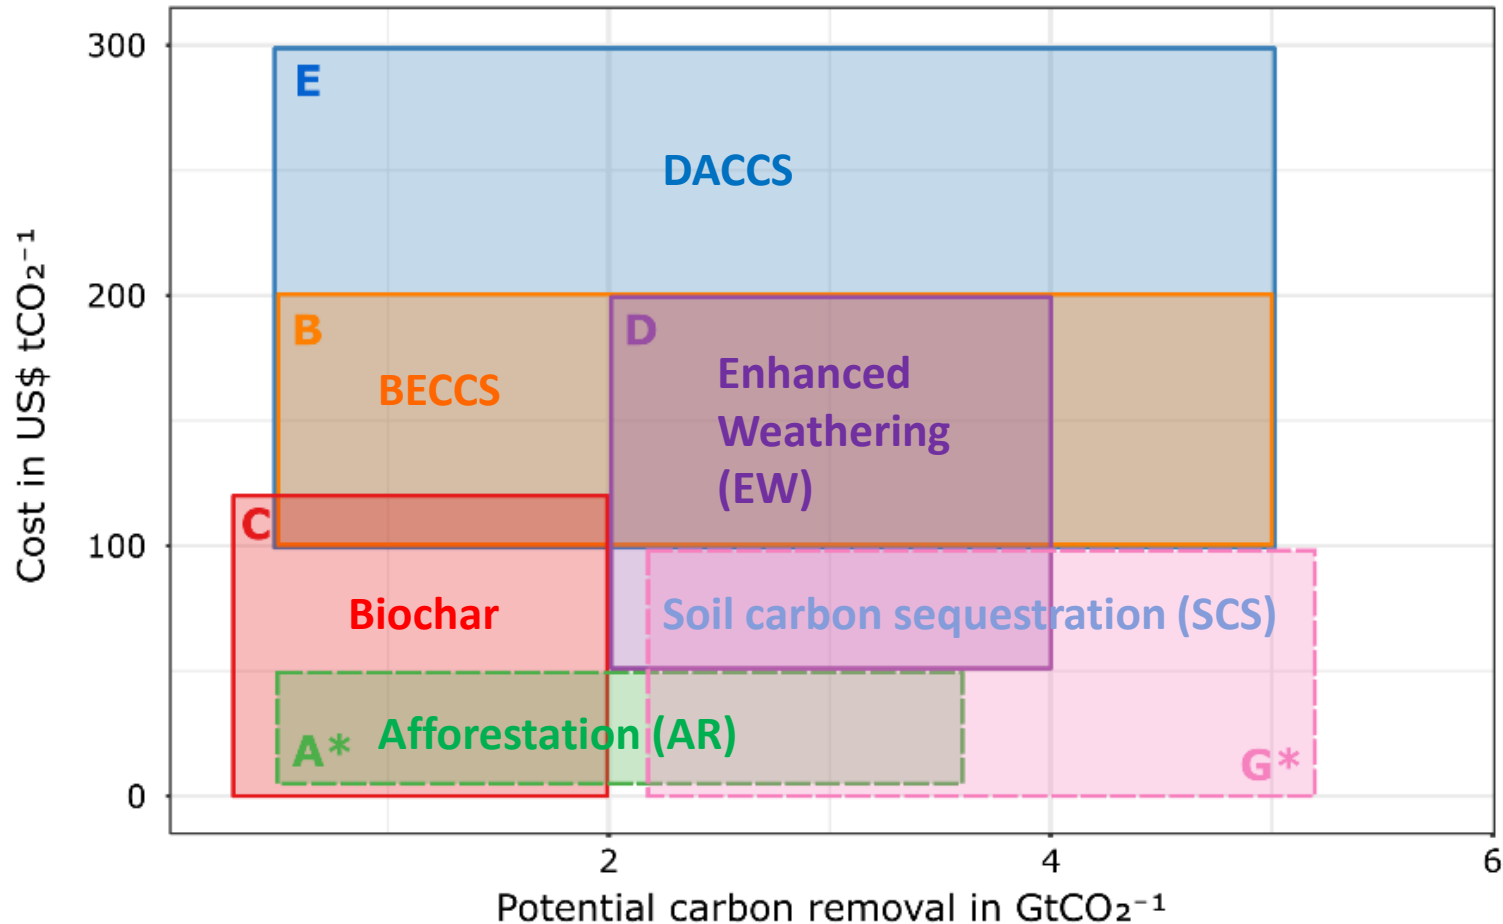 300
E
DACCS
200
B
D
BECCS
Enhanced
Weathering
(EW)
C
100
Biochar
Soil carbon sequestration (SCS)
A*
Afforestation (AR)
G*
0
2
4
6
Cost in US$ tCO₂⁻¹
Potential carbon removal in GtCO₂⁻¹